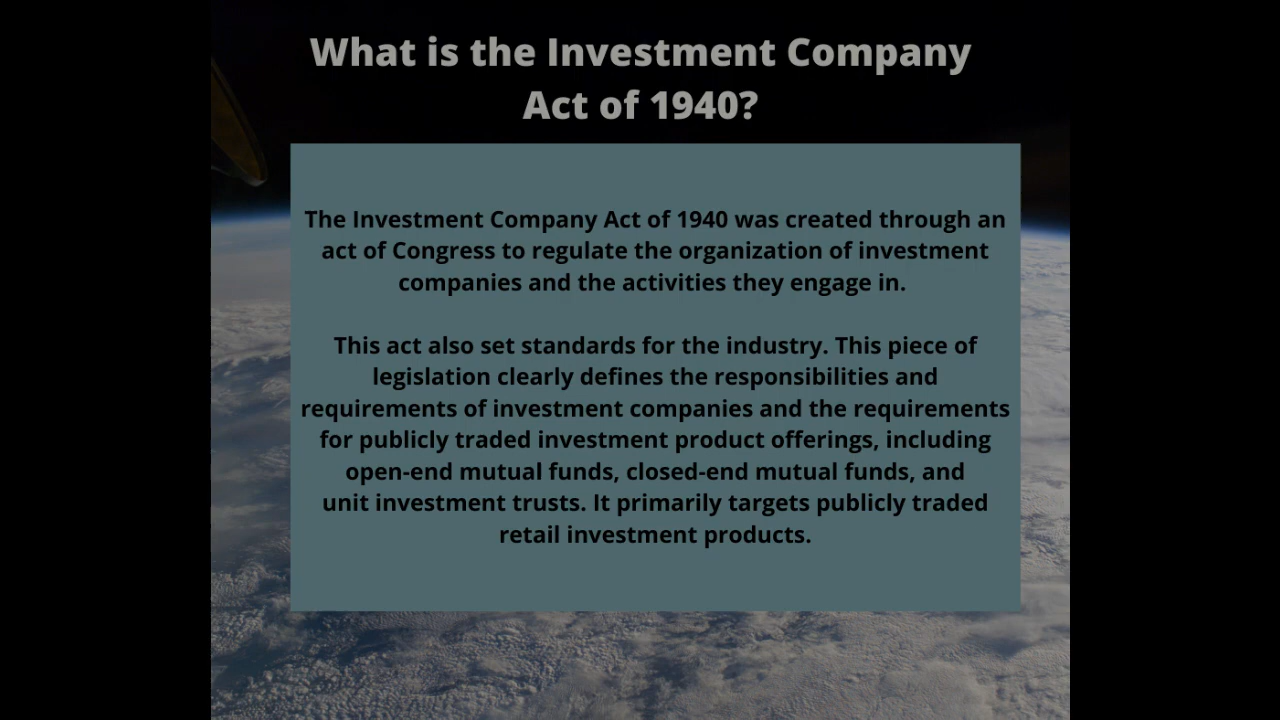 What is the Investment Company
Act of 1940?
The Investment Company Act of 1940 was created through an
act of Congress to regulate the organization of investment
companies and the activities they engage in.
This act also set standards for the industry. This piece of
legislation clearly defines the responsibilities and
requirements of investment companies and the requirements
for publicly traded investment product offerings, including
open-end mutual funds, closed-end mutual funds, and
unit investment trusts. It primarily targets publicly traded
retail investment products.